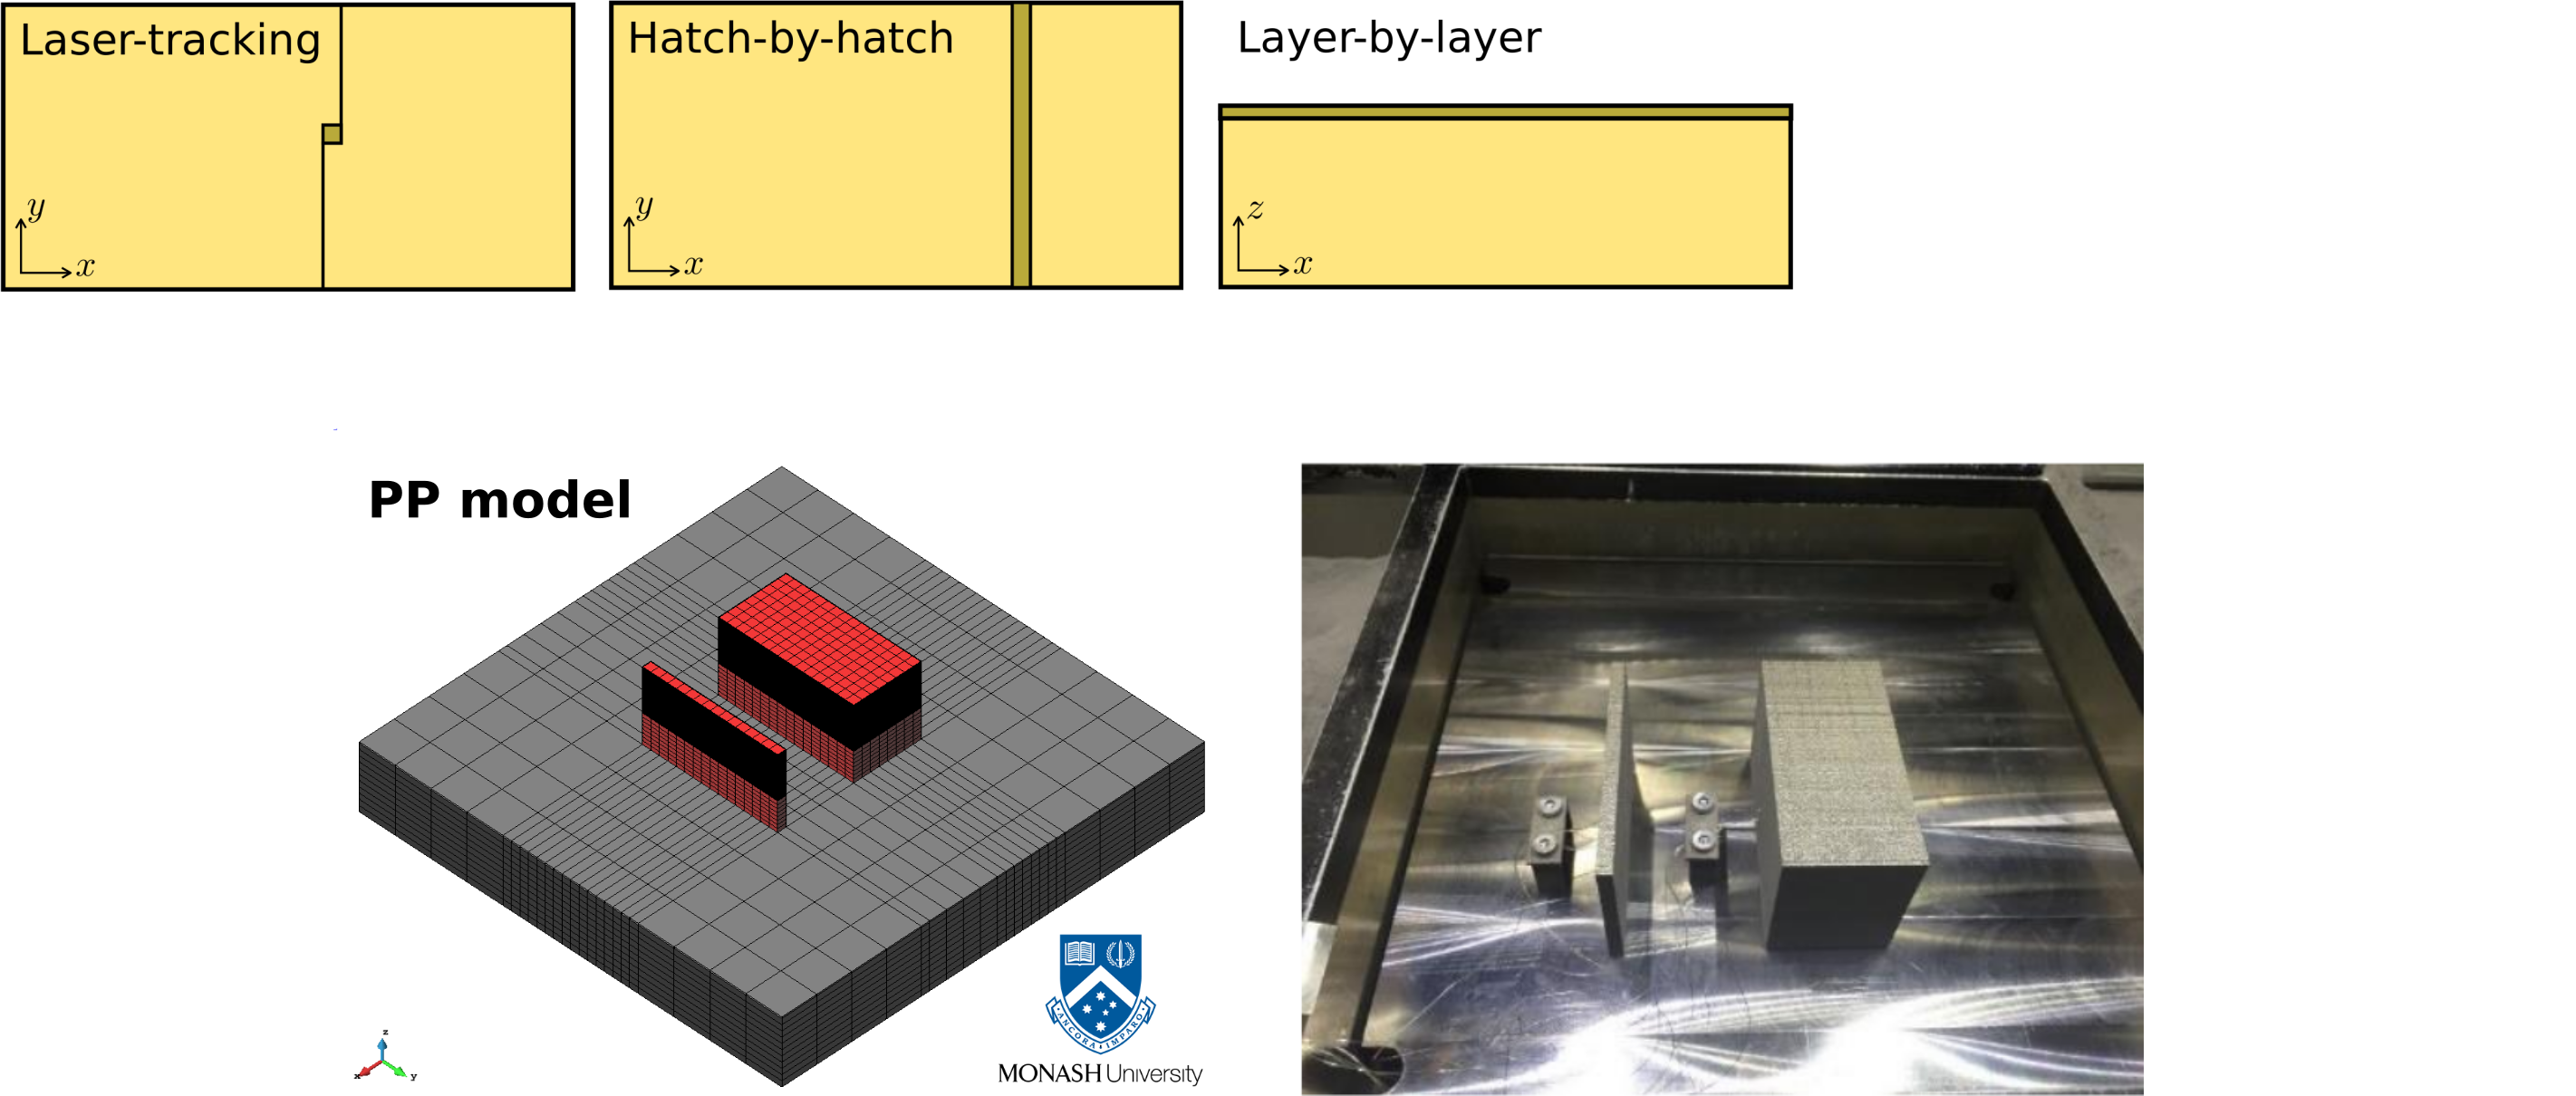 Laser-tracking
y
x
Hatch-by-hatch
y
x
Layer-by-layer
z
x
PP model
z
x
y
ANCORA IMPARO
MONASH University